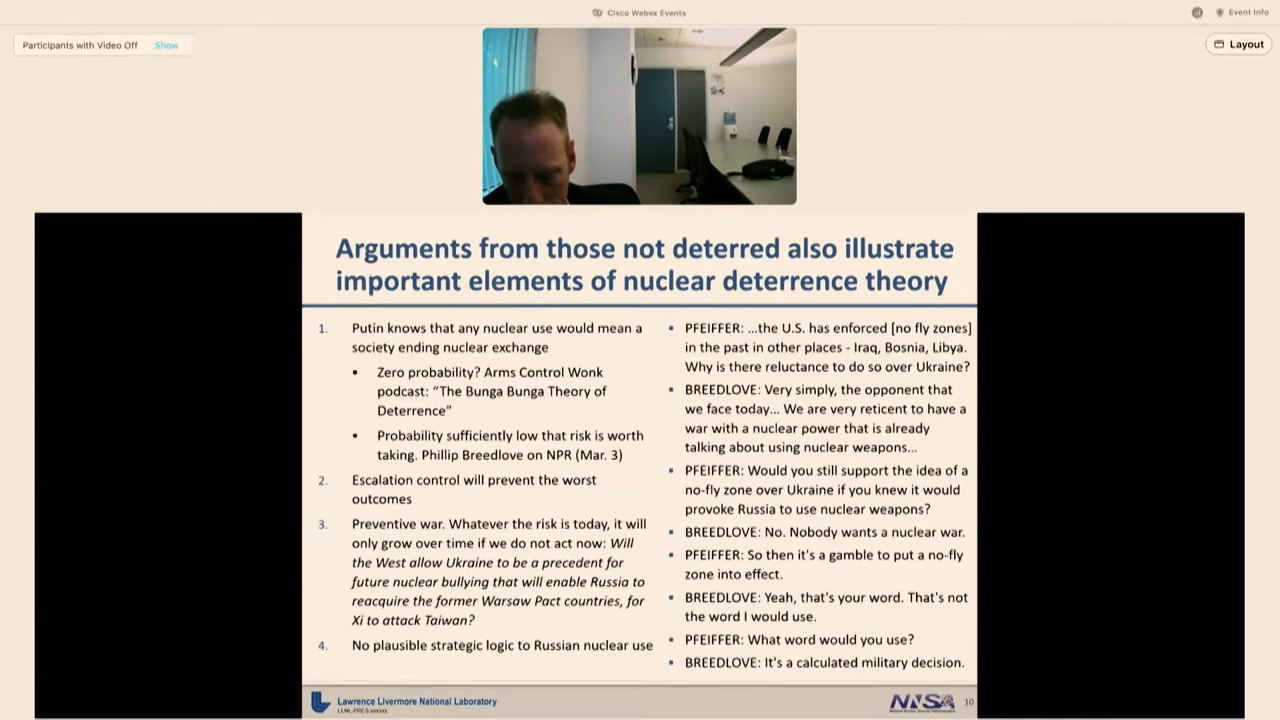 Cisco Webex Events
Event Info
Participants with Video Off Show
Layout
Arguments from those not deterred also illustrate
important elements of nuclear deterrence theory
1. Putin knows that any nuclear use would mean a
society ending nuclear exchange
• Zero probability? Arms Control Wonk
podcast: “The Bunga Bunga Theory of
Deterrence”
• Probability sufficiently low that risk is worth
taking. Phillip Breedlove on NPR (Mar. 3)
2. Escalation control will prevent the worst
outcomes
3. Preventive war. Whatever the risk is today, it will
only grow over time if we do not act now: Will
the West allow Ukraine to be a precedent for
future nuclear bullying that will enable Russia to
reacquire the former Warsaw Pact countries, for
Xi to attack Taiwan?
4. No plausible strategic logic to Russian nuclear use
• PFEIFFER: ...the U.S. has enforced [no fly zones]
in the past in other places - Iraq, Bosnia, Libya.
Why is there reluctance to do so over Ukraine?
• BREEDLOVE: Very simply, the opponent that
we face today... We are very reticent to have a
war with a nuclear power that is already
talking about using nuclear weapons...
• PFEIFFER: Would you still support the idea of a
no-fly zone over Ukraine if you knew it would
provoke Russia to use nuclear weapons?
• BREEDLOVE: No. Nobody wants a nuclear war.
• PFEIFFER: So then it's a gamble to put a no-fly
zone into effect.
• BREEDLOVE: Yeah, that's your word. That's not
the word I would use.
• PFEIFFER: What word would you use?
• BREEDLOVE: It's a calculated military decision.
Lawrence Livermore National Laboratory
LLNL-PRES-xxxxxx
NNSA
10